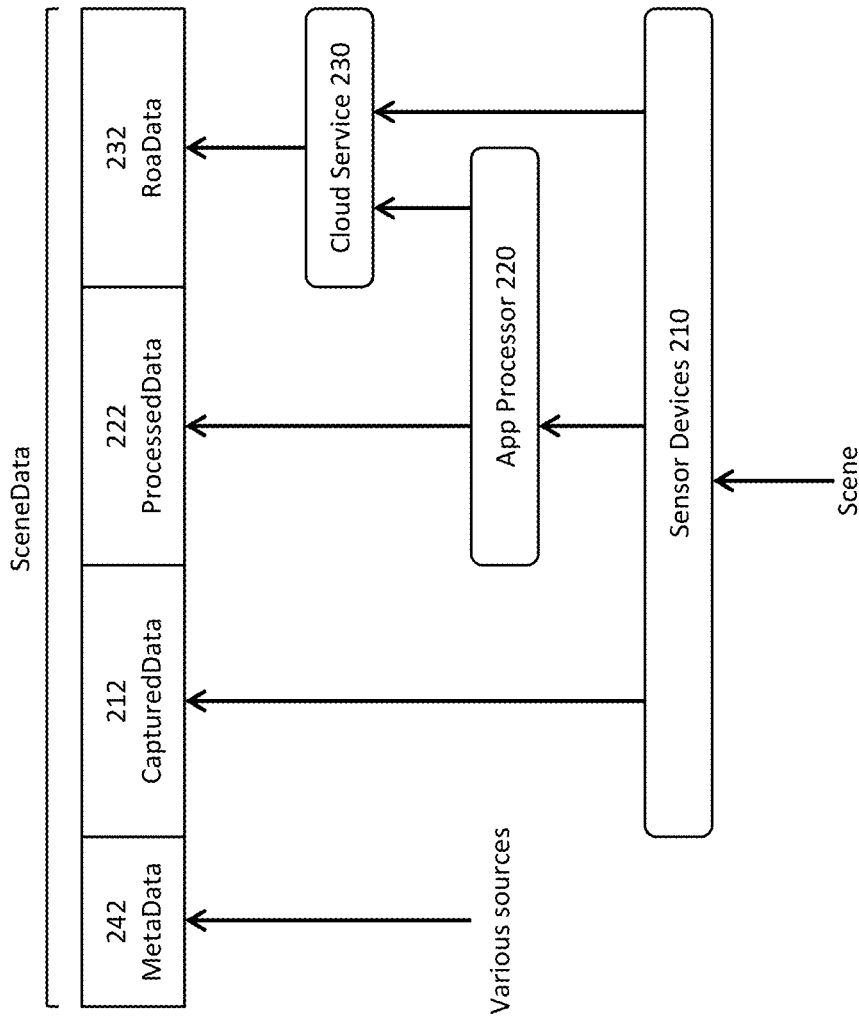 SceneData
242
MetaData
212
CapturedData
222
ProcessedData
232
RoaData
Various sources
Cloud Service 230
App Processor 220
Sensor Devices 210
Scene